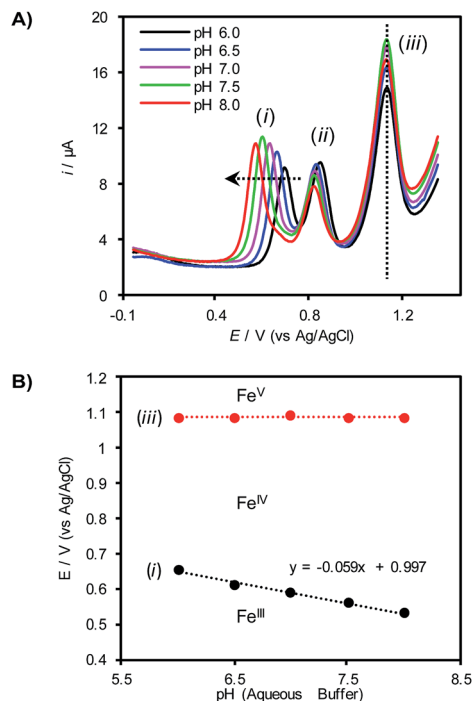 A)
pH 6.0
pH 6.5
pH 7.0
pH 7.5
pH 8.0
(i)
(ii)
(iii)
20
16
12
8
4
0
i / µA
-0.1
0.4
0.8
1.2
E / V (vs Ag/AgCl)
B)
1.2
1.1
1
0.9
0.8
0.7
0.6
0.5
0.4
E / V (vs Ag/AgCl)
Feⱽ
(iii)
Feᴵⱽ
(i)
y = -0.059x + 0.997
Feᴵᴵᴵ
5.5
6.5
7.5
8.5
pH (Aqueous Buffer)